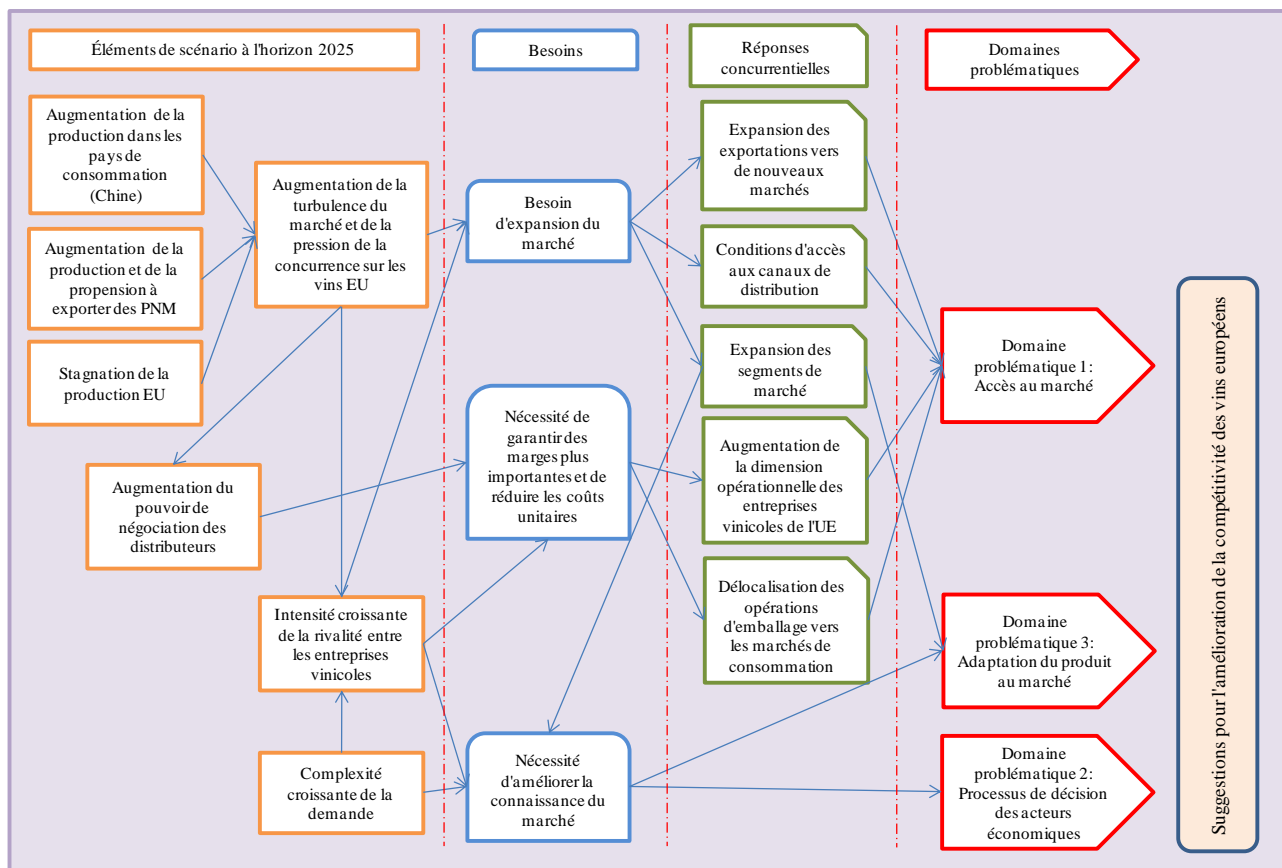 Éléments de scénario à l'horizon 2025
Besoins
Réponses
concurrentielles
Domaines
problématiques
Augmentation de la
production dans les
pays de
consommation
(Chine)
Augmentation de la
production et de la
propension à
exporter des PNM
Stagnation de la
production EU
Augmentation de la
turbulence du
marché et de la
pression de la
concurrence sur les
vins EU
Augmentation du
pouvoir de
négociation des
distributeurs
Intensité croissante
de la rivalité entre
les entreprises
vinicoles
Complexité
croissante de la
demande
Besoin
d'expansion du
marché
Nécessité de
garantir des
marges plus
importantes et de
réduire les coûts
unitaires
Nécessité
d'améliorer la
connaissance du
marché
Expansion des
exportations vers
de nouveaux
marchés
Conditions d'accès
aux canaux de
distribution
Expansion des
segments de
marché
Augmentation de
la dimension
opérationnelle des
entreprises
vinicoles de l'UE
Délocalisation des
opérations
d'emballage vers
les marchés de
consommation
Domaine
problématique 1:
Accès au marché
Domaine
problématique 3:
Adaptation du produit
au marché
Domaine
problématique 2:
Processus de décision
des acteurs
économiques
Suggestions pour l'amélioration de la compétitivité des vins européens